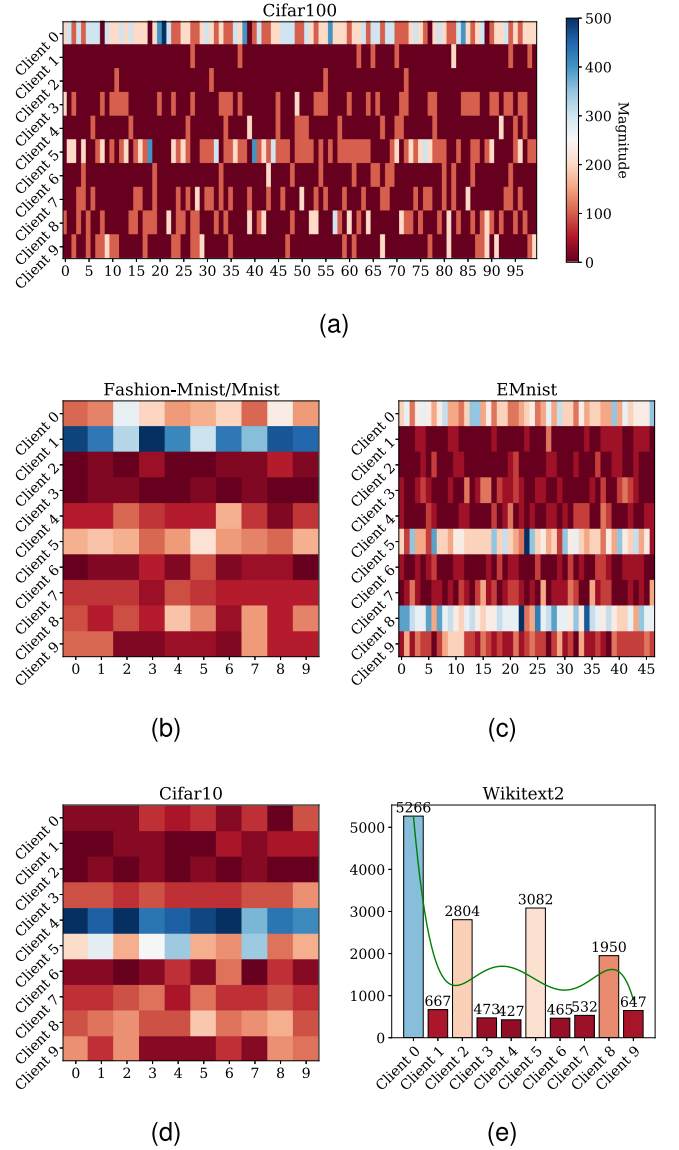 Cifar100
Client 0
Client 1
Client 2
Client 3
Client 4
Client 5
Client 6
Client 7
Client 8
Client 9
0 5 10 15 20 25 30 35 40 45 50 55 60 65 70 75 80 85 90 95
500
400
300
200
100
0
Magnitude
(a)
Fashion-Mnist/Mnist
Client 0
Client 1
Client 2
Client 3
Client 4
Client 5
Client 6
Client 7
Client 8
Client 9
0 1 2 3 4 5 6 7 8 9
(b)
EMnist
Client 0
Client 1
Client 2
Client 3
Client 4
Client 5
Client 6
Client 7
Client 8
Client 9
0 5 10 15 20 25 30 35 40 45
(c)
Cifar10
Client 0
Client 1
Client 2
Client 3
Client 4
Client 5
Client 6
Client 7
Client 8
Client 9
0 1 2 3 4 5 6 7 8 9
(d)
Wikitext2
5000
4000
3000
2000
1000
0
5266
667
2804
473
427
3082
465
532
1950
647
Client 0
Client 1
Client 2
Client 3
Client 4
Client 5
Client 6
Client 7
Client 8
Client 9
(e)